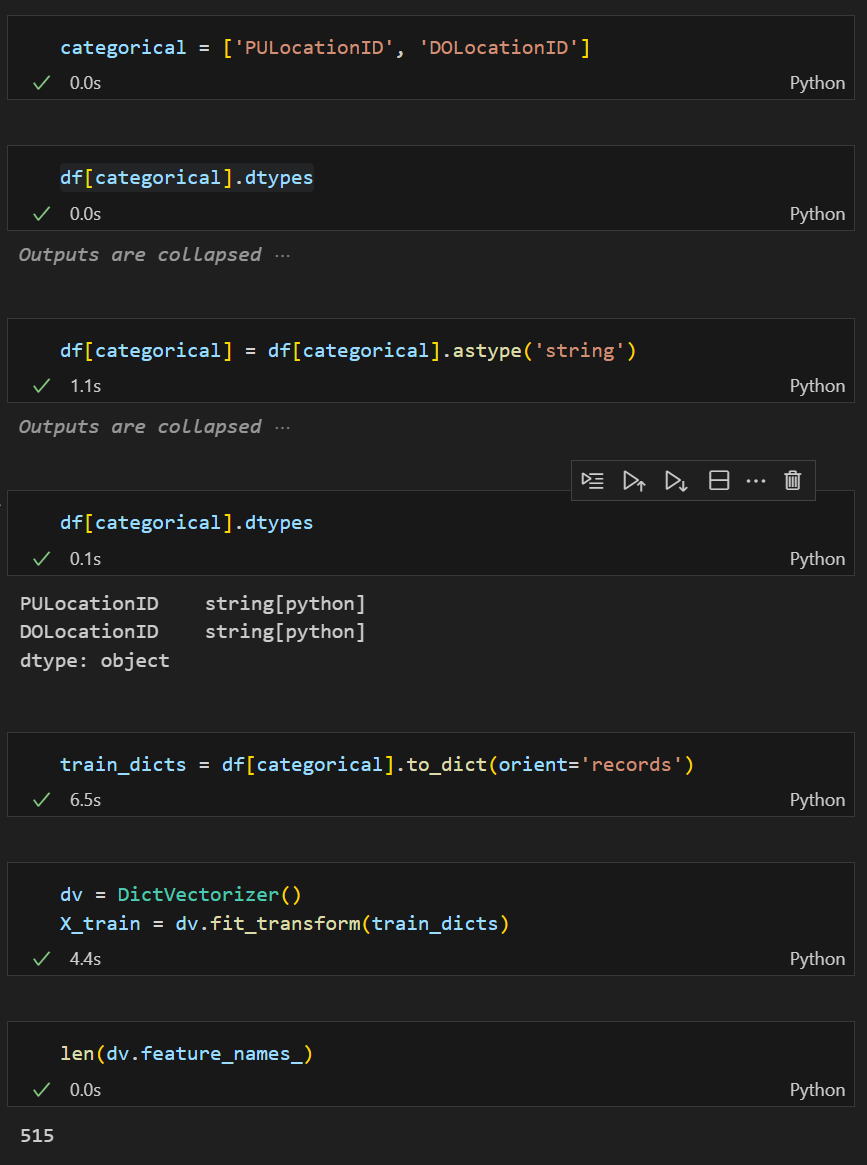 categorical = ['PULocationID', 'DOLocationID']
0.0s Python
df[categorical].dtypes
0.0s Python
Outputs are collapsed ...
df[categorical] = df[categorical].astype('string')
1.1s Python
Outputs are collapsed ...
df[categorical].dtypes
0.1s Python
PULocationID    string[python]
DOLocationID    string[python]
dtype: object
train_dicts = df[categorical].to_dict(orient='records')
6.5s Python
dv = DictVectorizer()
X_train = dv.fit_transform(train_dicts)
4.4s Python
len(dv.feature_names_)
0.0s Python
515